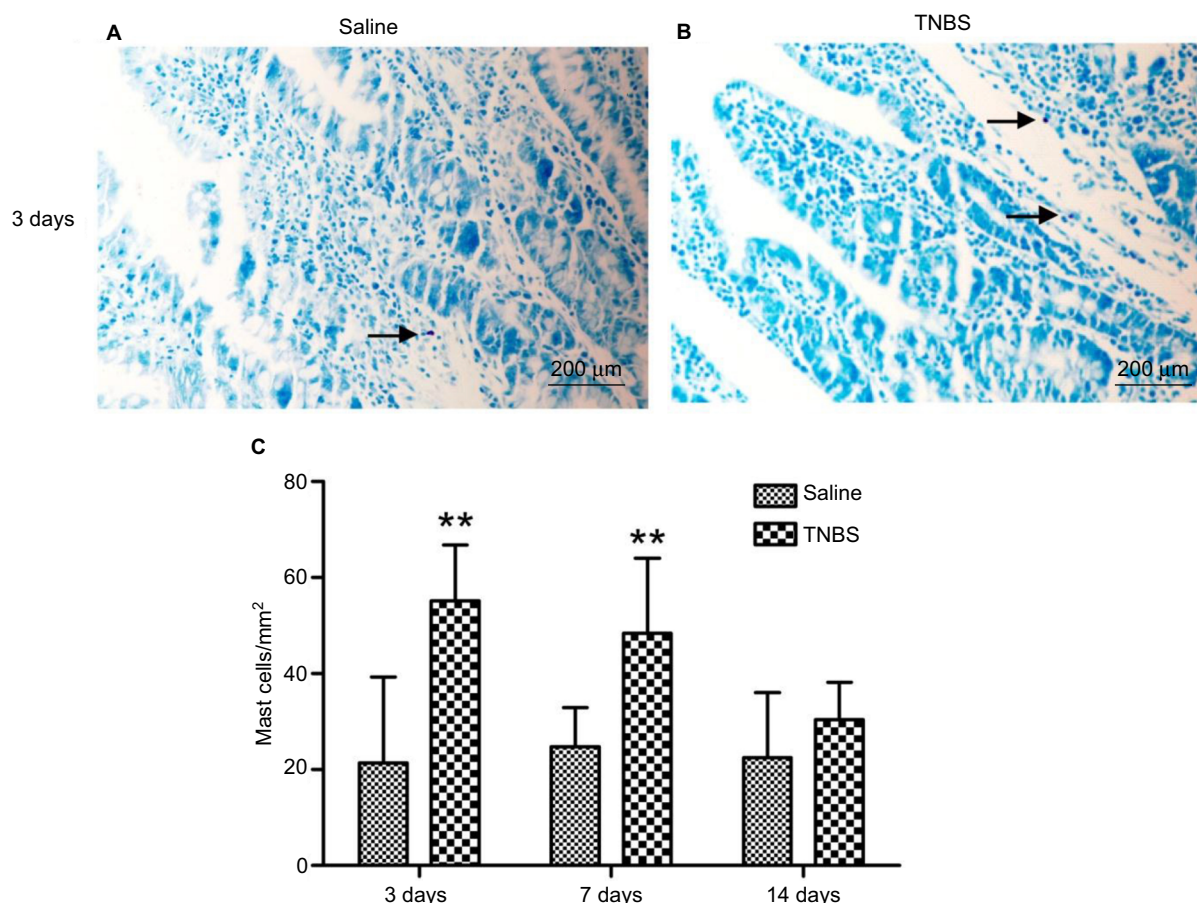 A
Saline
B
TNBS
3 days
200 μm
200 μm
C
80
60
40
20
0
Mast cells/mm²
**
**
Saline
TNBS
3 days
7 days
14 days